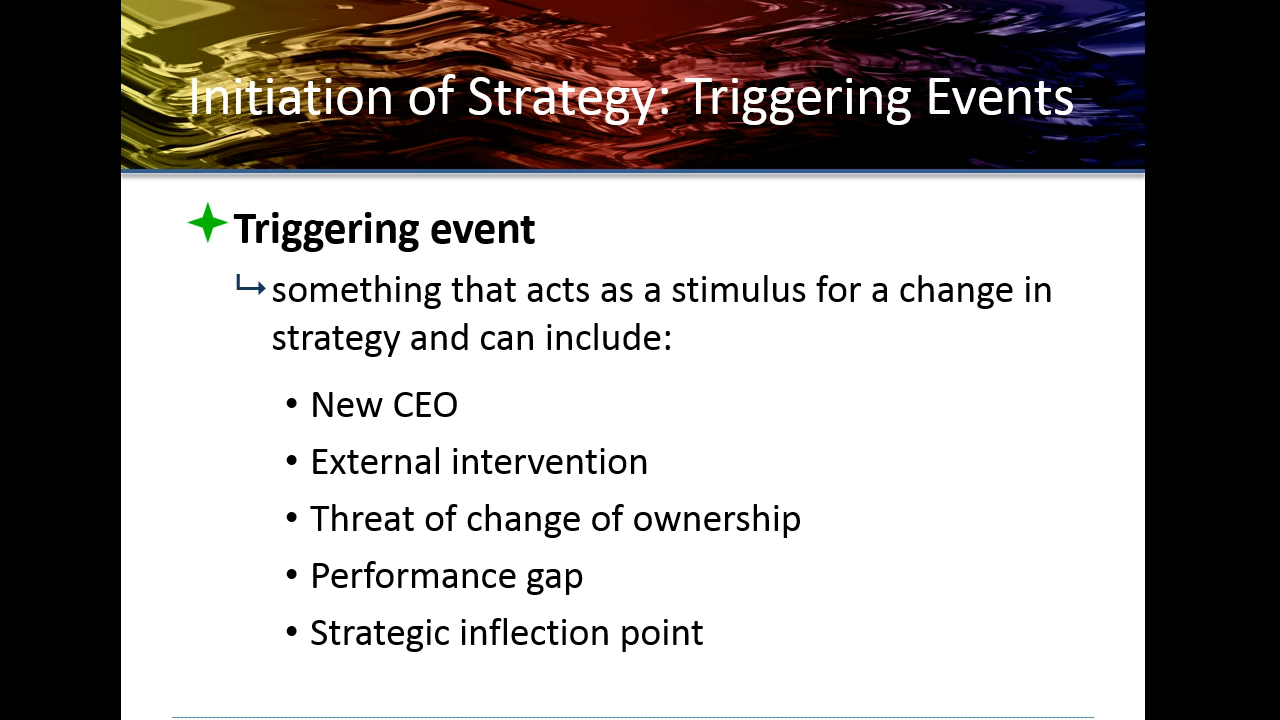 Initiation of Strategy: Triggering Events
Triggering event
something that acts as a stimulus for a change in
strategy and can include:
• New CEO
• External intervention
• Threat of change of ownership
• Performance gap
• Strategic inflection point